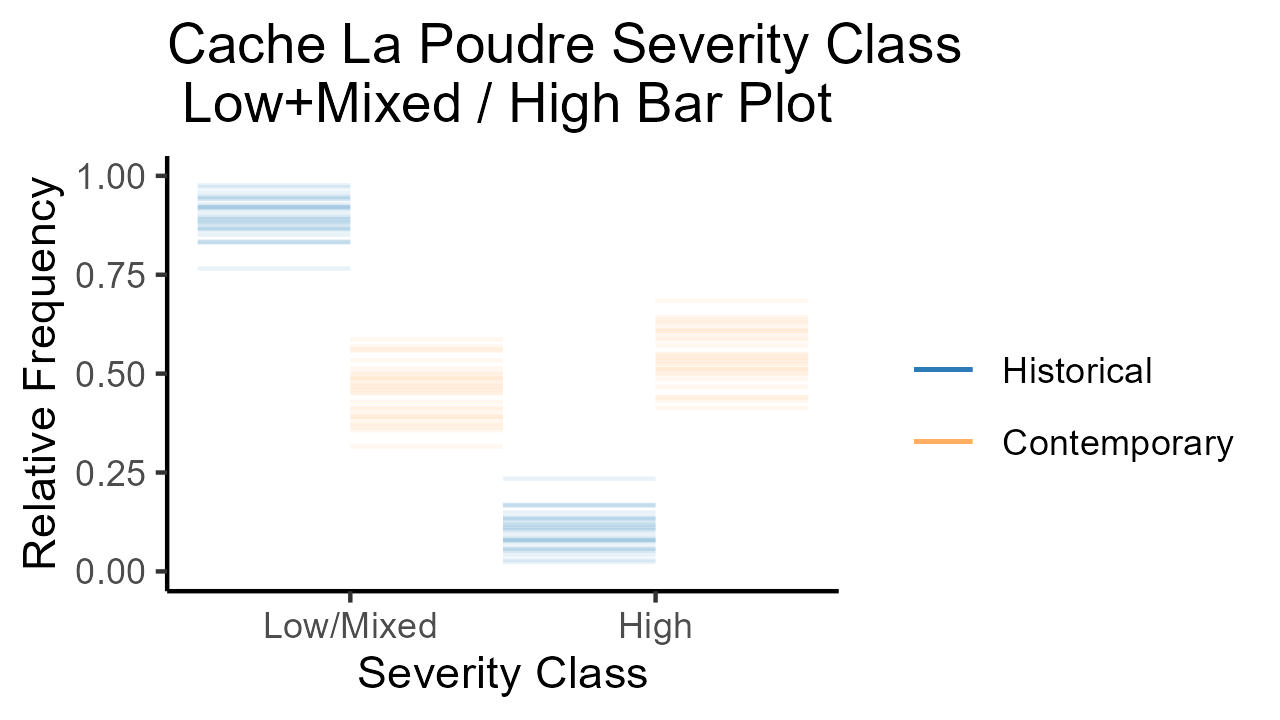 Cache La Poudre Severity Class
Low+Mixed / High Bar Plot
Relative Frequency
1.00
0.75
0.50
0.25
0.00
Low/Mixed
High
Severity Class
Historical
Contemporary